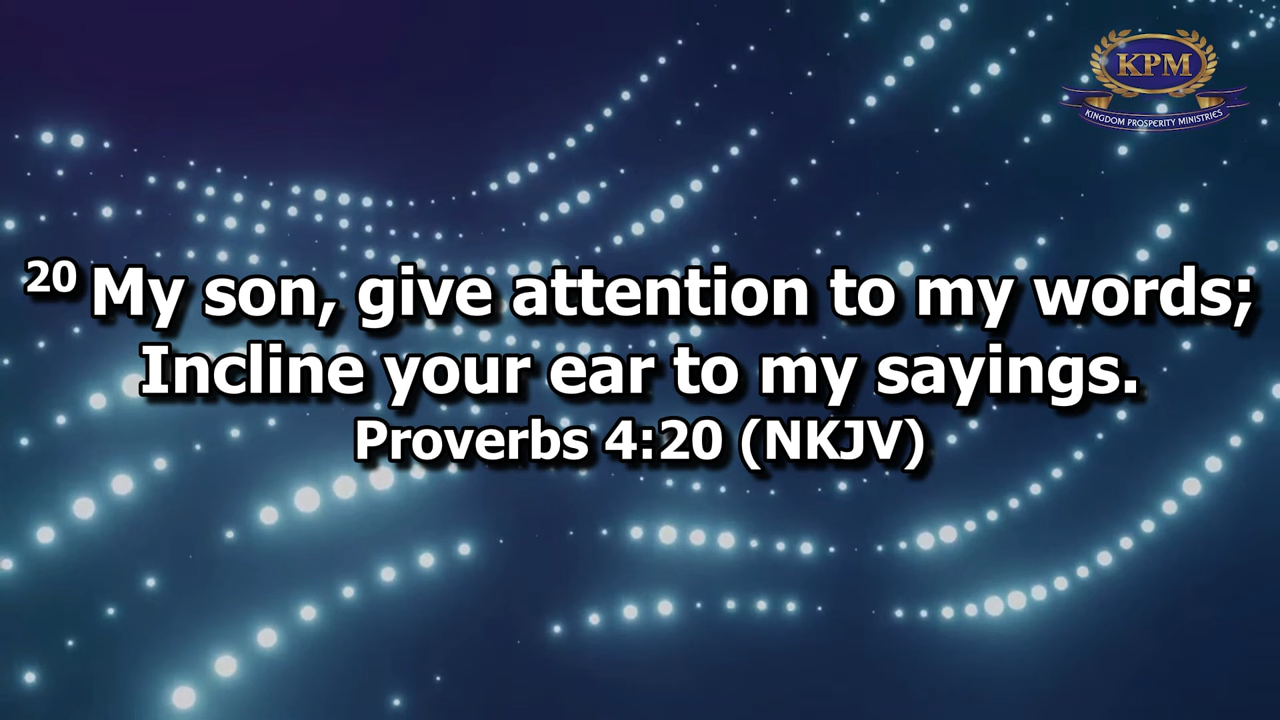 KPM
KINGDOM PROSPERITY MINISTRIES
20 My son, give attention to my words;
Incline your ear to my sayings.
Proverbs 4:20 (NKJV)